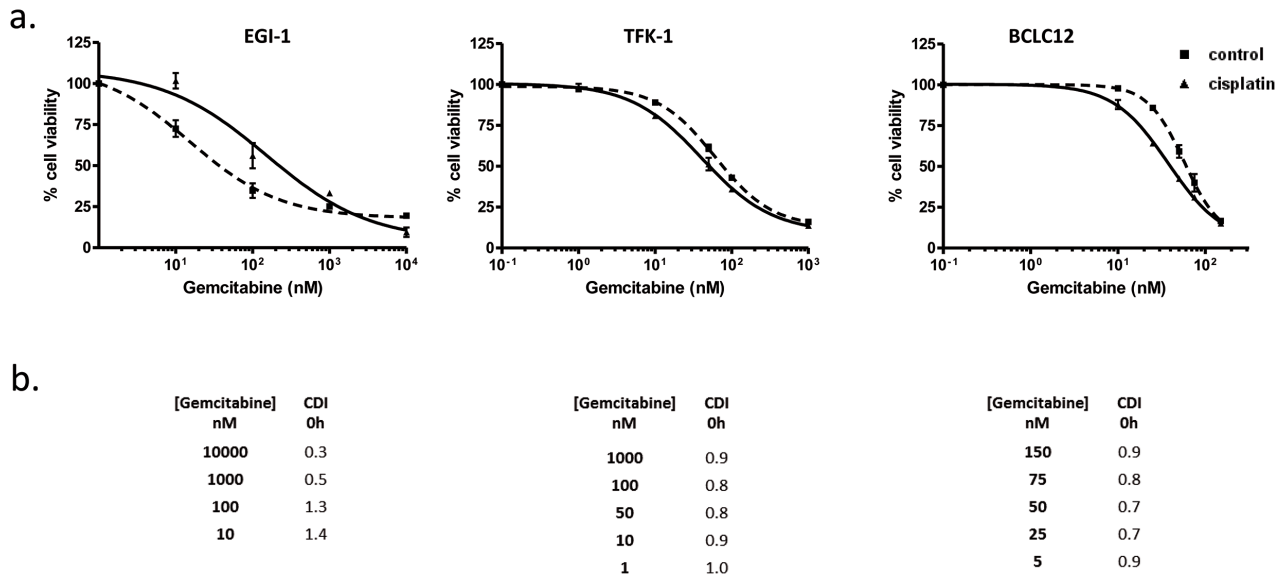 a.
EGI-1
% cell viability
125
100
75
50
25
0
10¹ 10² 10³ 10⁴
Gemcitabine (nM)
TFK-1
% cell viability
125
100
75
50
25
0
10⁻¹ 10⁰ 10¹ 10² 10³
Gemcitabine (nM)
BCLC12
% cell viability
125
100
75
50
25
0
10⁻¹ 10⁰ 10¹ 10²
Gemcitabine (nM)
control
cisplatin
b.
[Gemcitabine] CDI
nM 0h
10000 0.3
1000 0.5
100 1.3
10 1.4
[Gemcitabine] CDI
nM 0h
1000 0.9
100 0.8
50 0.8
10 0.9
1 1.0
[Gemcitabine] CDI
nM 0h
150 0.9
75 0.8
50 0.7
25 0.7
5 0.9